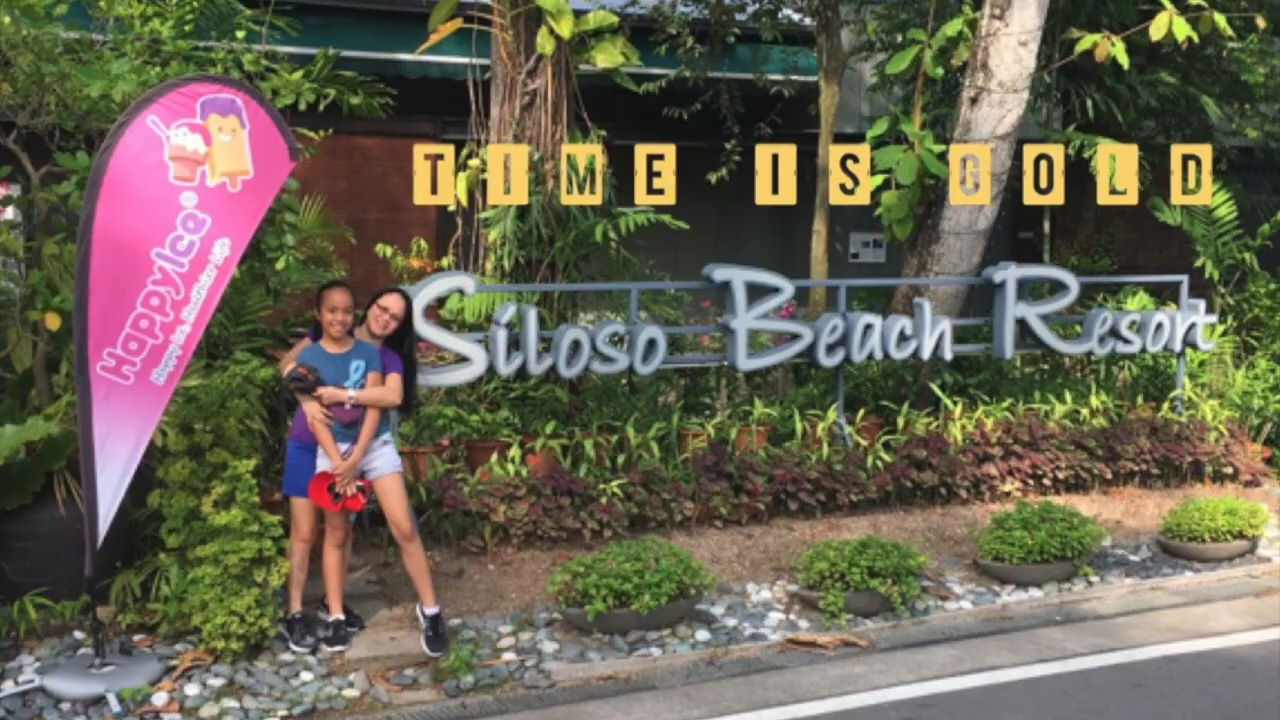 TIME IS GOLD
HappyIce®
Happy Ice, Healthier Life
Siloso Beach Resort